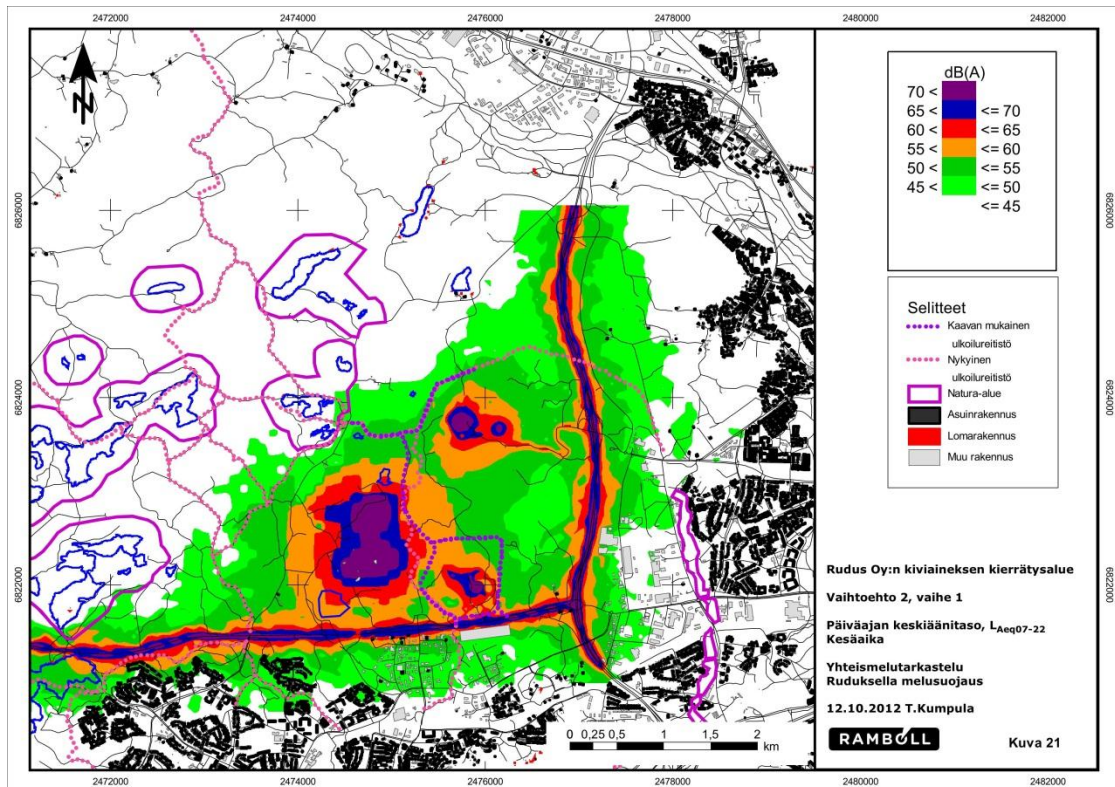 2472000 2474000 2476000 2478000 2480000 2482000
6826000
6824000
6822000
N
dB(A)
70 <
65 < <= 70
60 < <= 65
55 < <= 60
50 < <= 55
45 < <= 50
<= 45
6826000
6824000
6822000
Selitteet
Kaavan mukainen
ulkoilureitistö
Nykyinen
ulkoilureitistö
Natura-alue
Asuinrakennus
Lomarakennus
Muu rakennus
Rudus Oy:n kiviaineksen kierrätysalue
Vaihtoehto 2, vaihe 1
Päiväajan keskiäänitaso, LAeq07-22
Kesäaika
Yhteismelutarkastelu
Ruduksella melusuojaus
12.10.2012 T.Kumpula
RAMBOLL Kuva 21
0 0,25 0,5 1 1,5 2
km
2472000 2474000 2476000 2478000 2480000 2482000